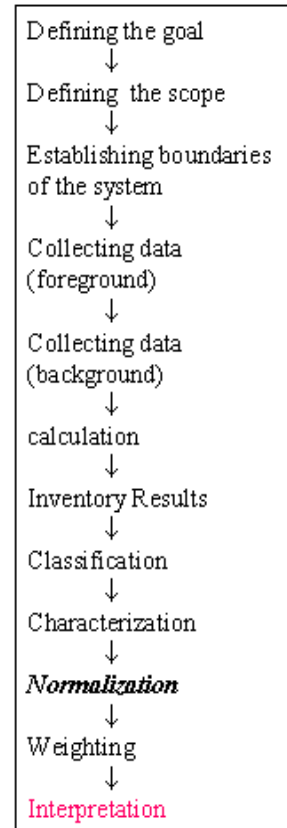 Defining the goal
↓
Defining the scope
↓
Establishing boundaries
of the system
↓
Collecting data
(foreground)
↓
Collecting data
(background)
↓
calculation
↓
Inventory Results
↓
Classification
↓
Characterization
↓
Normalization
↓
Weighting
↓
Interpretation